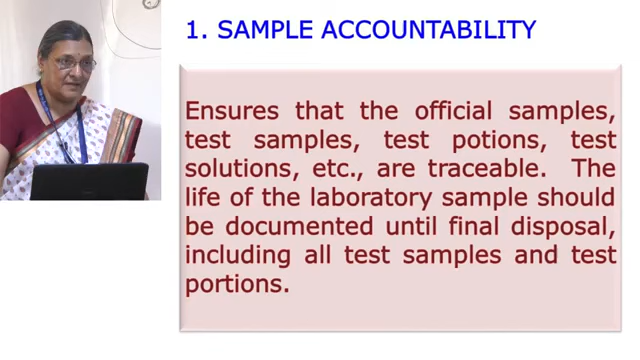 1. SAMPLE ACCOUNTABILITY
Ensures that the official samples,
test samples, test potions, test
solutions, etc., are traceable. The
life of the laboratory sample should
be documented until final disposal,
including all test samples and test
portions.